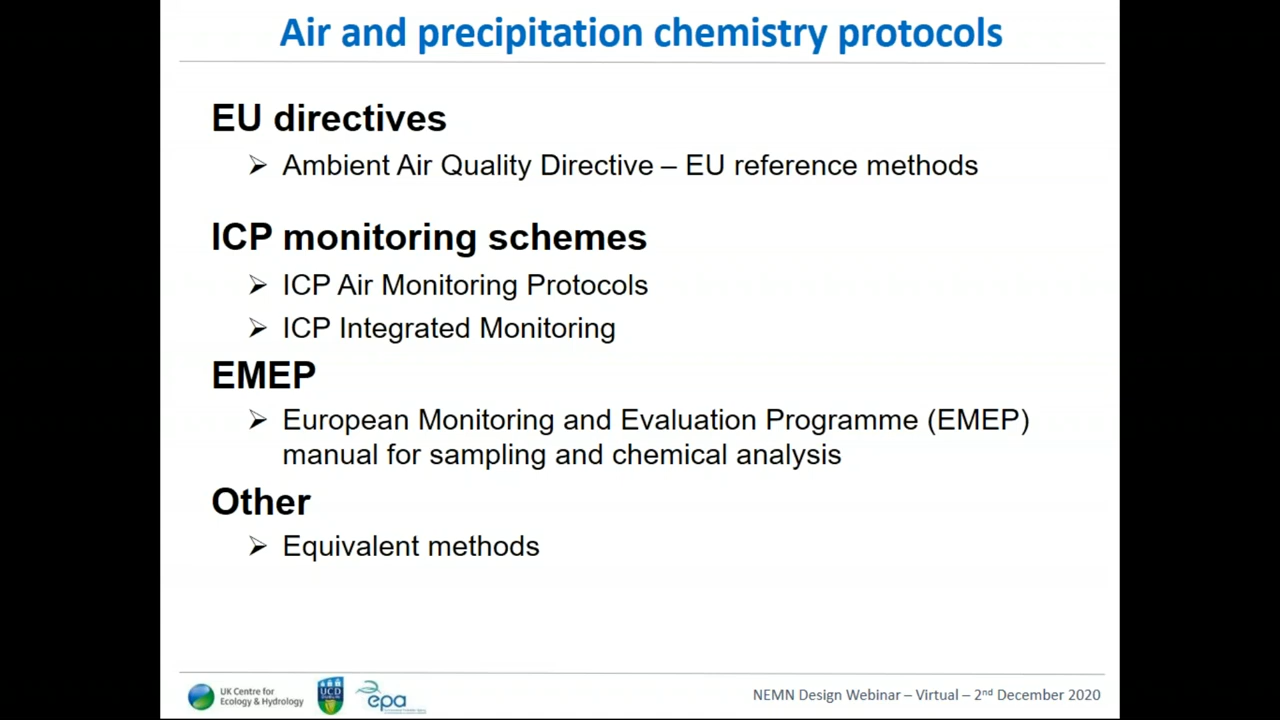 Air and precipitation chemistry protocols
EU directives
➢ Ambient Air Quality Directive – EU reference methods
ICP monitoring schemes
➢ ICP Air Monitoring Protocols
➢ ICP Integrated Monitoring
EMEP
➢ European Monitoring and Evaluation Programme (EMEP)
manual for sampling and chemical analysis
Other
➢ Equivalent methods
UK Centre for
Ecology & Hydrology
UCD
DUBLIN
epa
NEMN Design Webinar – Virtual – 2nd December 2020